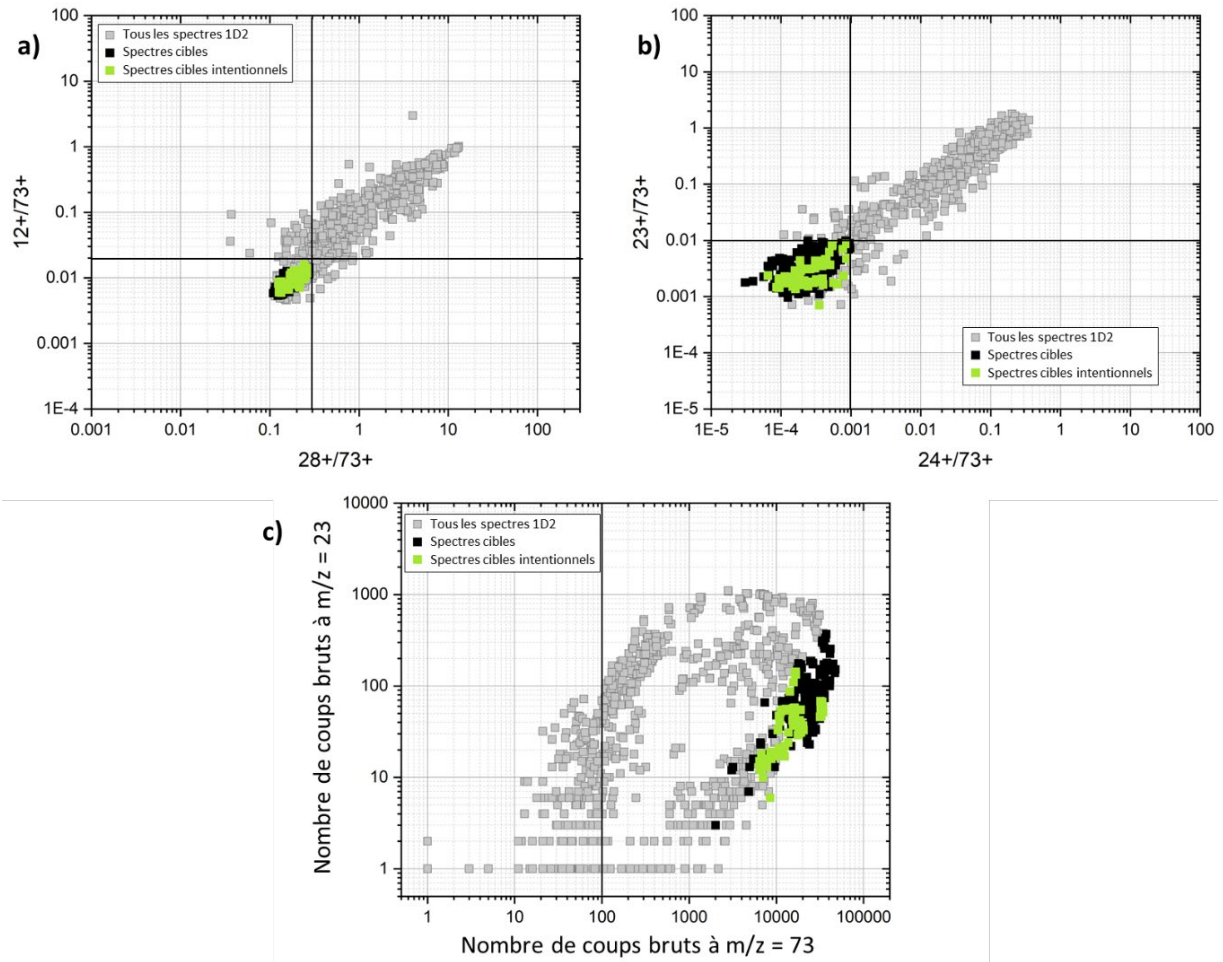 a)
100
10
1
0.1
0.01
0.001
1E-4
12+/73+
Tous les spectres 1D2
Spectres cibles
Spectres cibles intentionnels
0.001
0.01
0.1
1
10
100
28+/73+
b)
100
10
1
0.1
0.01
0.001
1E-4
1E-5
23+/73+
Tous les spectres 1D2
Spectres cibles
Spectres cibles intentionnels
1E-5
1E-4
0.001
0.01
0.1
1
10
100
24+/73+
c)
10000
1000
100
10
1
Nombre de coups bruts à m/z = 23
Tous les spectres 1D2
Spectres cibles
Spectres cibles intentionnels
1
10
100
1000
10000
100000
Nombre de coups bruts à m/z = 73